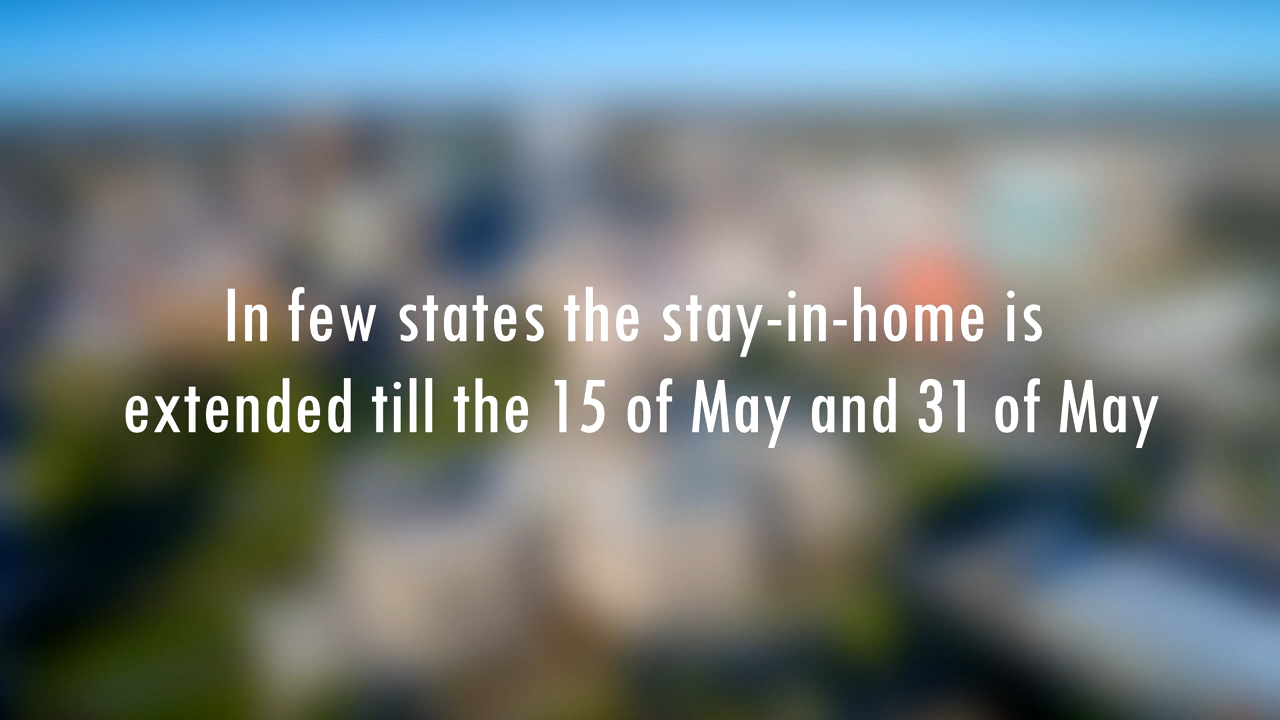 In few states the stay-in-home is
extended till the 15 of May and 31 of May